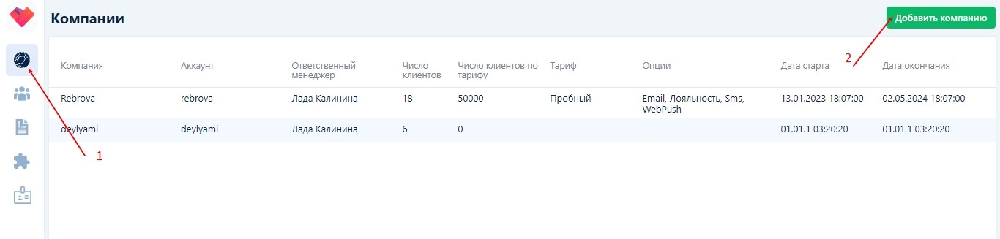 Компании
Добавить компанию
2
Компания Аккаунт Ответственный менеджер Число клиентов Число клиентов по тарифу Тариф Опции Дата старта Дата окончания
Rebrova rebrova Лада Калинина 18 50000 Пробный Email, Лояльность, Sms, WebPush 13.01.2023 18:07:00 02.05.2024 18:07:00
deylyami deylyami Лада Калинина 6 0 - - 01.01.1 03:20:20 01.01.1 03:20:20
1